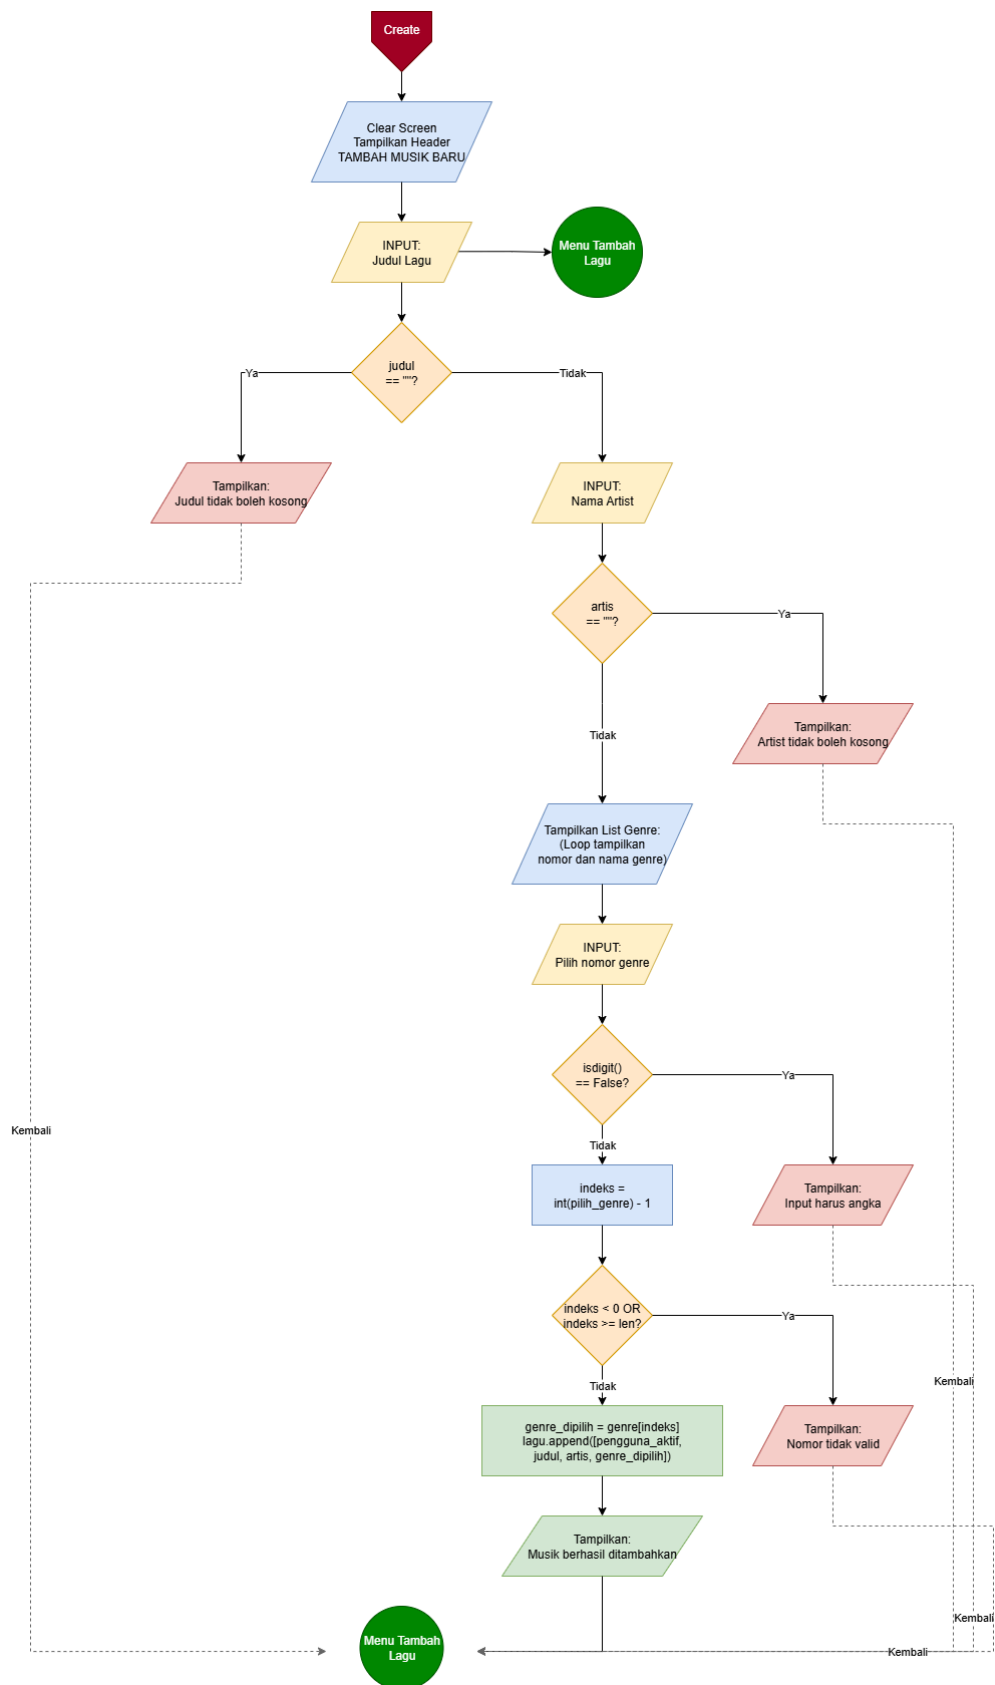 Create
Clear Screen
Tampilkan Header
TAMBAH MUSIK BARU
INPUT:
Judul Lagu
Menu Tambah
Lagu
judul
== ""?
Ya
Tidak
Tampilkan:
Judul tidak boleh kosong
INPUT:
Nama Artist
artis
== ""?
Ya
Tampilkan:
Artist tidak boleh kosong
Tidak
Tampilkan List Genre:
(Loop tampilkan
nomor dan nama genre)
INPUT:
Pilih nomor genre
isdigit()
== False?
Ya
Kembali
Tidak
indeks =
int(pilih_genre) - 1
Tampilkan:
Input harus angka
indeks < 0 OR
indeks >= len?
Ya
Kembali
Tidak
genre_dipilih = genre[indeks]
lagu.append([pengguna_aktif,
judul, artis, genre_dipilih])
Tampilkan:
Nomor tidak valid
Tampilkan:
Musik berhasil ditambahkan
Kembali
Menu Tambah
Lagu
Kembali